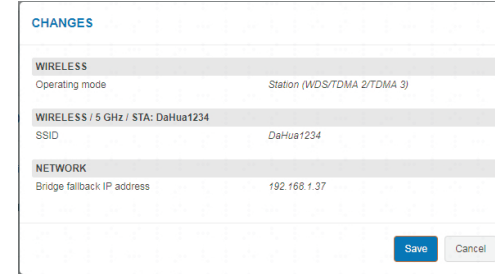 CHANGES
WIRELESS
Operating mode Station (WDS/TDMA 2/TDMA 3)
WIRELESS / 5 GHz / STA: DaHua1234
SSID DaHua1234
NETWORK
Bridge fallback IP address 192.168.1.37
Save Cancel